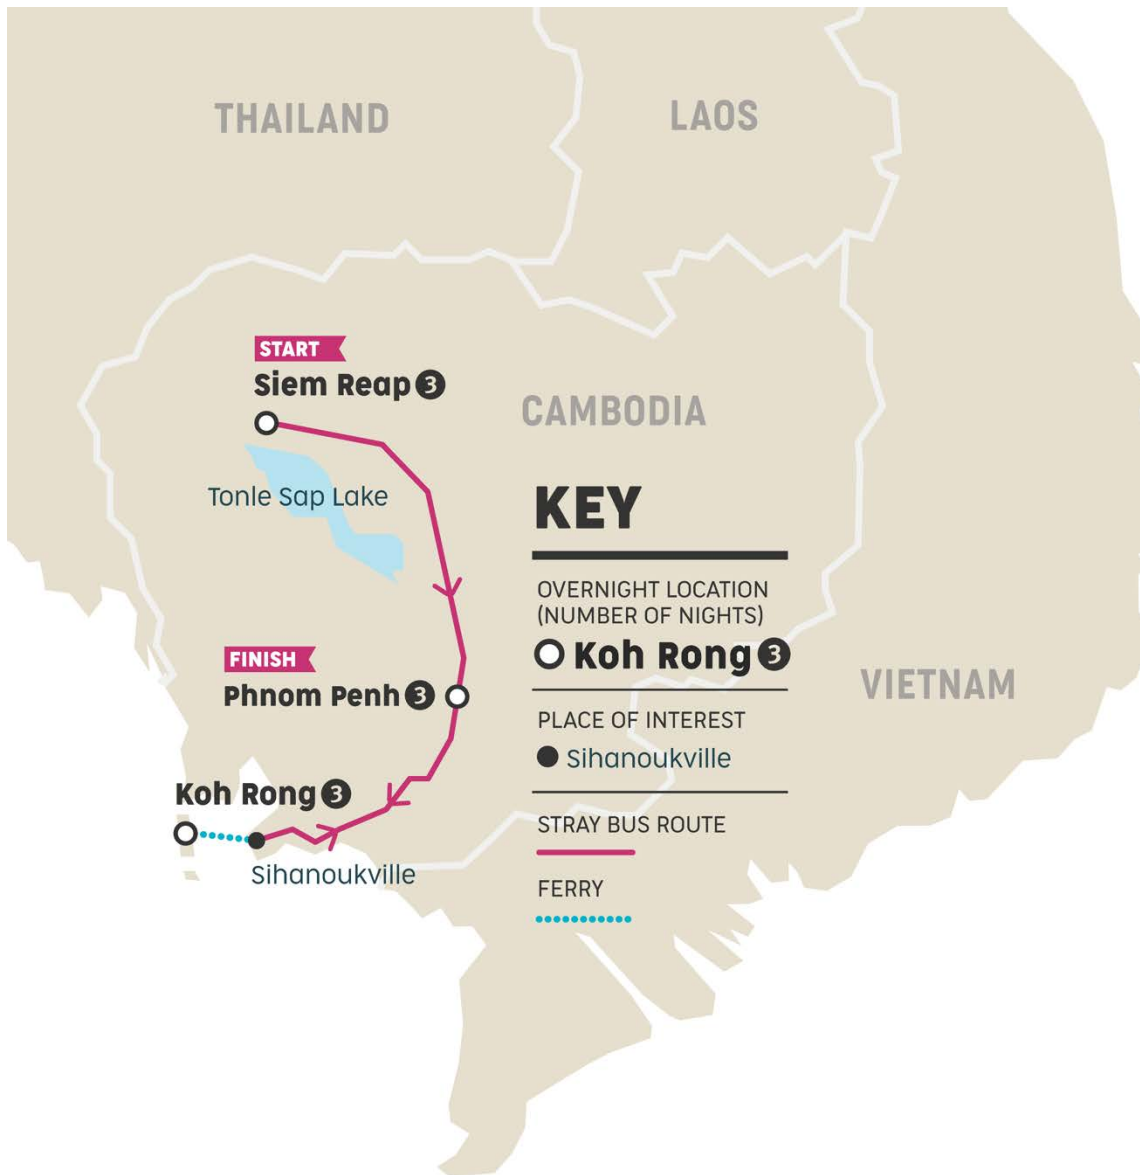 THAILAND
LAOS
START
Siem Reap 3
CAMBODIA
Tonle Sap Lake
KEY
OVERNIGHT LOCATION
(NUMBER OF NIGHTS)
Koh Rong 3
FINISH
Phnom Penh 3
VIETNAM
PLACE OF INTEREST
Sihanoukville
Koh Rong 3
STRAY BUS ROUTE
Sihanoukville
FERRY